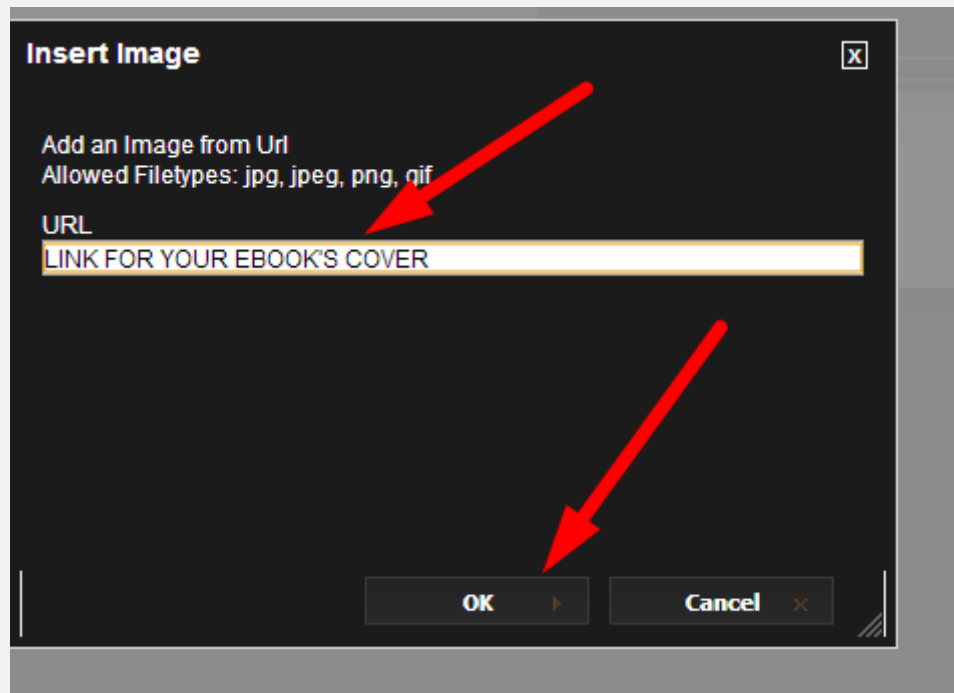 Insert Image
X
Add an Image from Url
Allowed Filetypes: jpg, jpeg, png, gif
URL
LINK FOR YOUR EBOOK'S COVER
OK
Cancel x